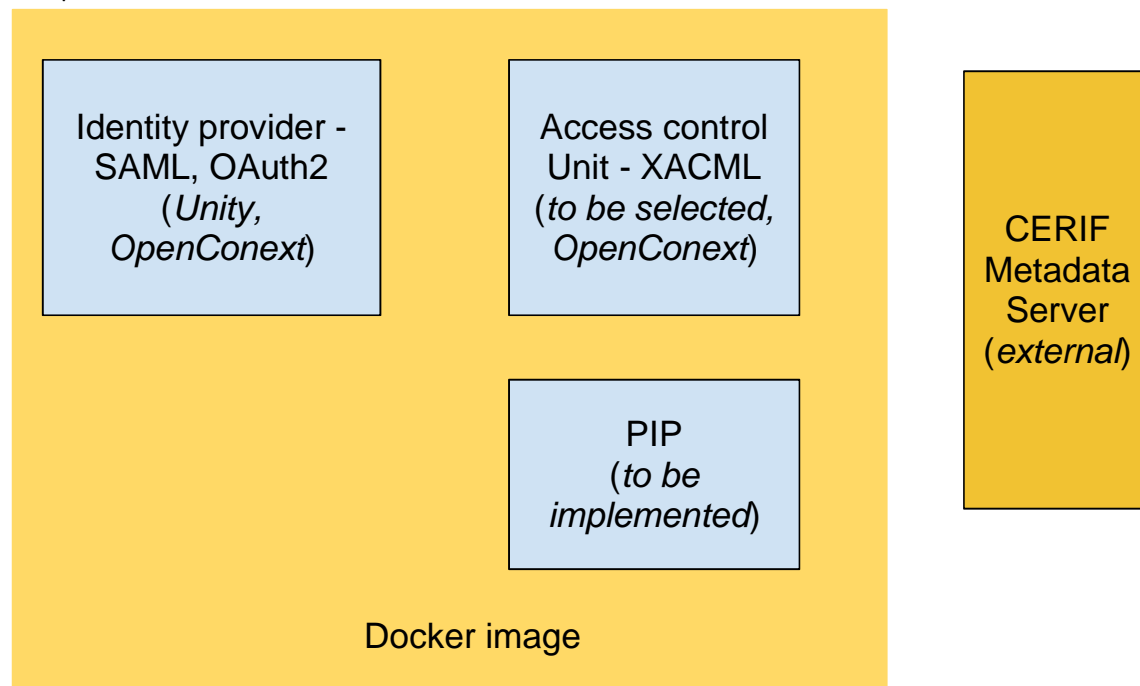 Identity provider -
SAML, OAuth2
(Unity,
OpenConext)
Access control
Unit - XACML
(to be selected,
OpenConext)
CERIF
Metadata
Server
(external)
PIP
(to be
implemented)
Docker image